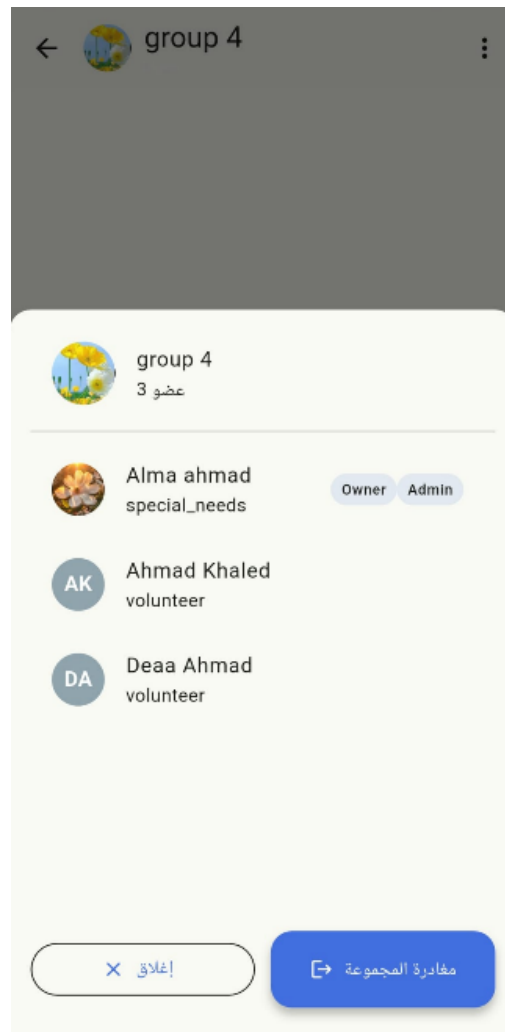 group 4
group 4
3 عضو
Alma ahmad
Owner Admin
special_needs
AK
Ahmad Khaled
volunteer
DA
Deaa Ahmad
volunteer
إغلاق
مغادرة المجموعة